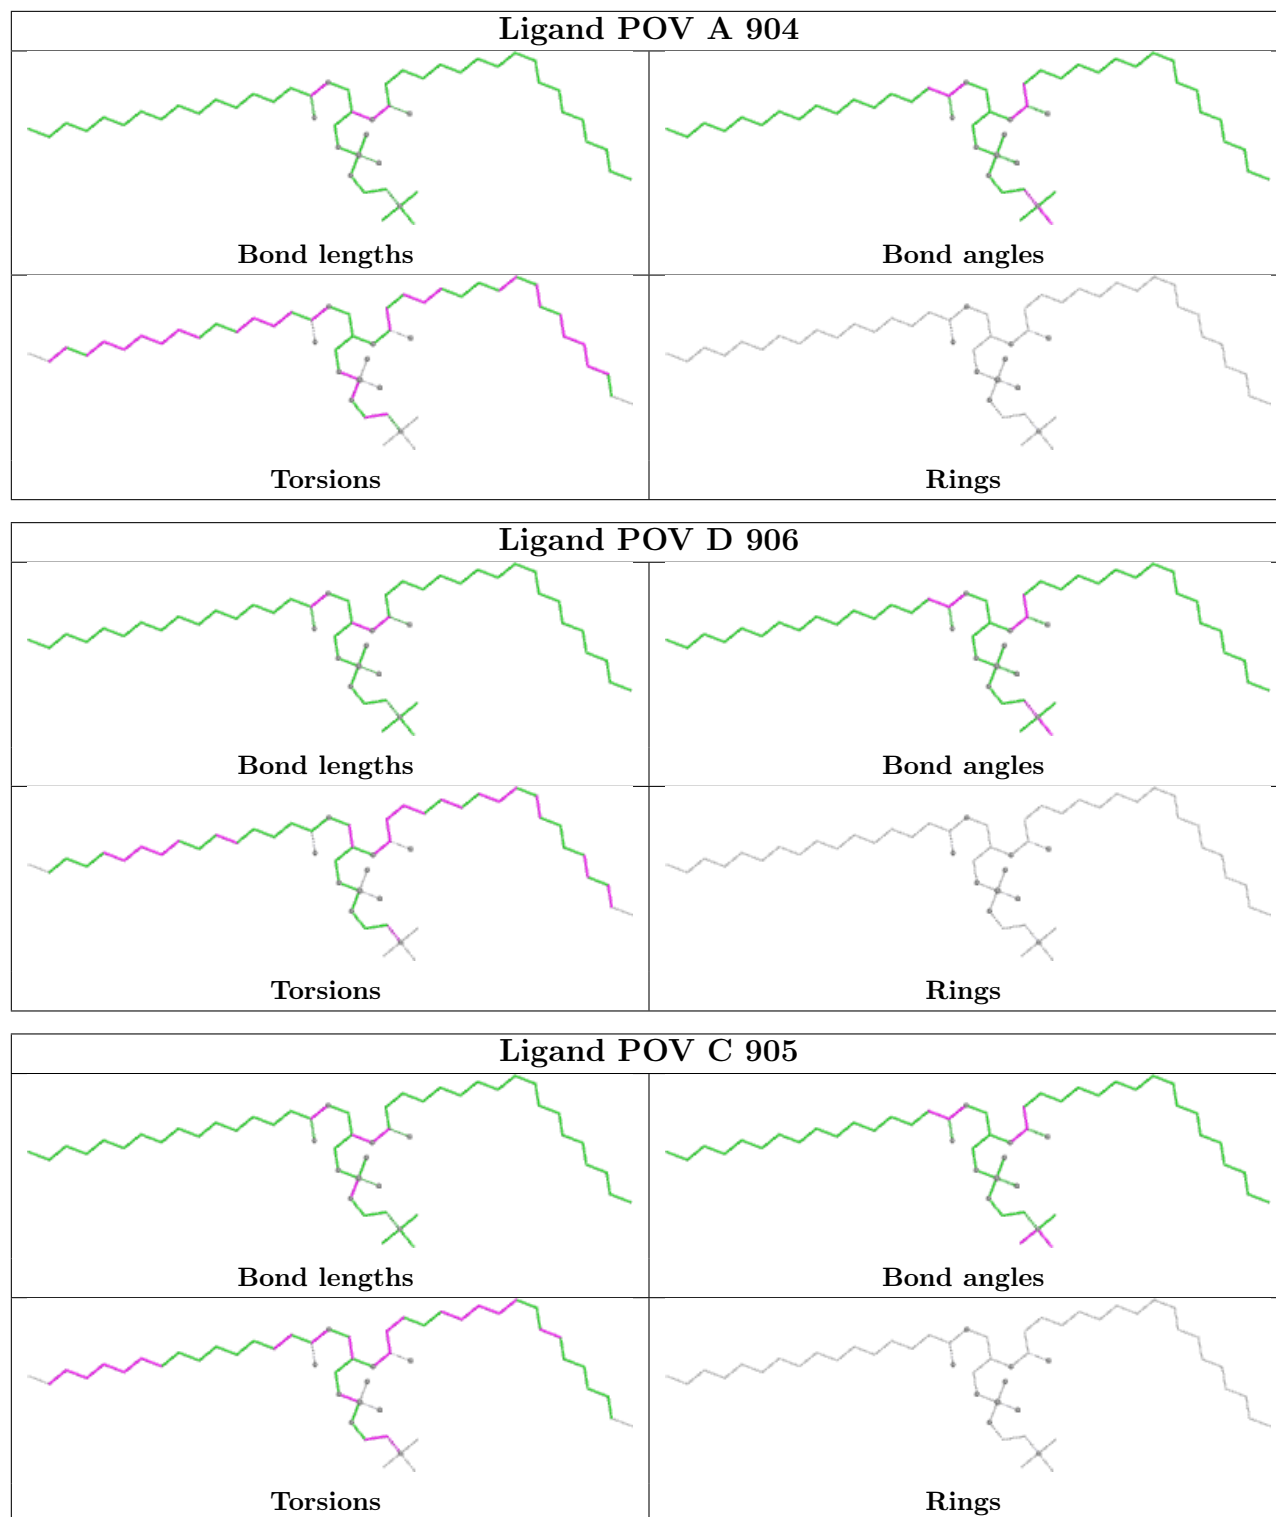 Ligand POV A 904
Bond lengths
Bond angles
Torsions
Rings
Ligand POV D 906
Bond lengths
Bond angles
Torsions
Rings
Ligand POV C 905
Bond lengths
Bond angles
Torsions
Rings